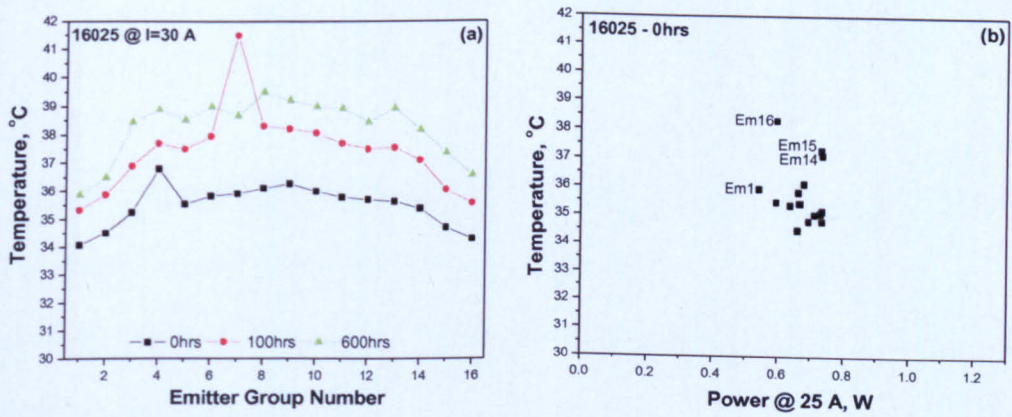 16025 @ I=30 A
(a)
42
41
40
39
38
37
36
35
34
33
32
31
30
0hrs 100hrs 600hrs
2 4 6 8 10 12 14 16
Emitter Group Number
Temperature, °C
16025 - 0hrs
(b)
42
41
40
39
38
37
36
35
34
33
32
31
30
Em16
Em15
Em14
Em1
0.0 0.2 0.4 0.6 0.8 1.0 1.2
Power @ 25 A, W
Temperature, °C